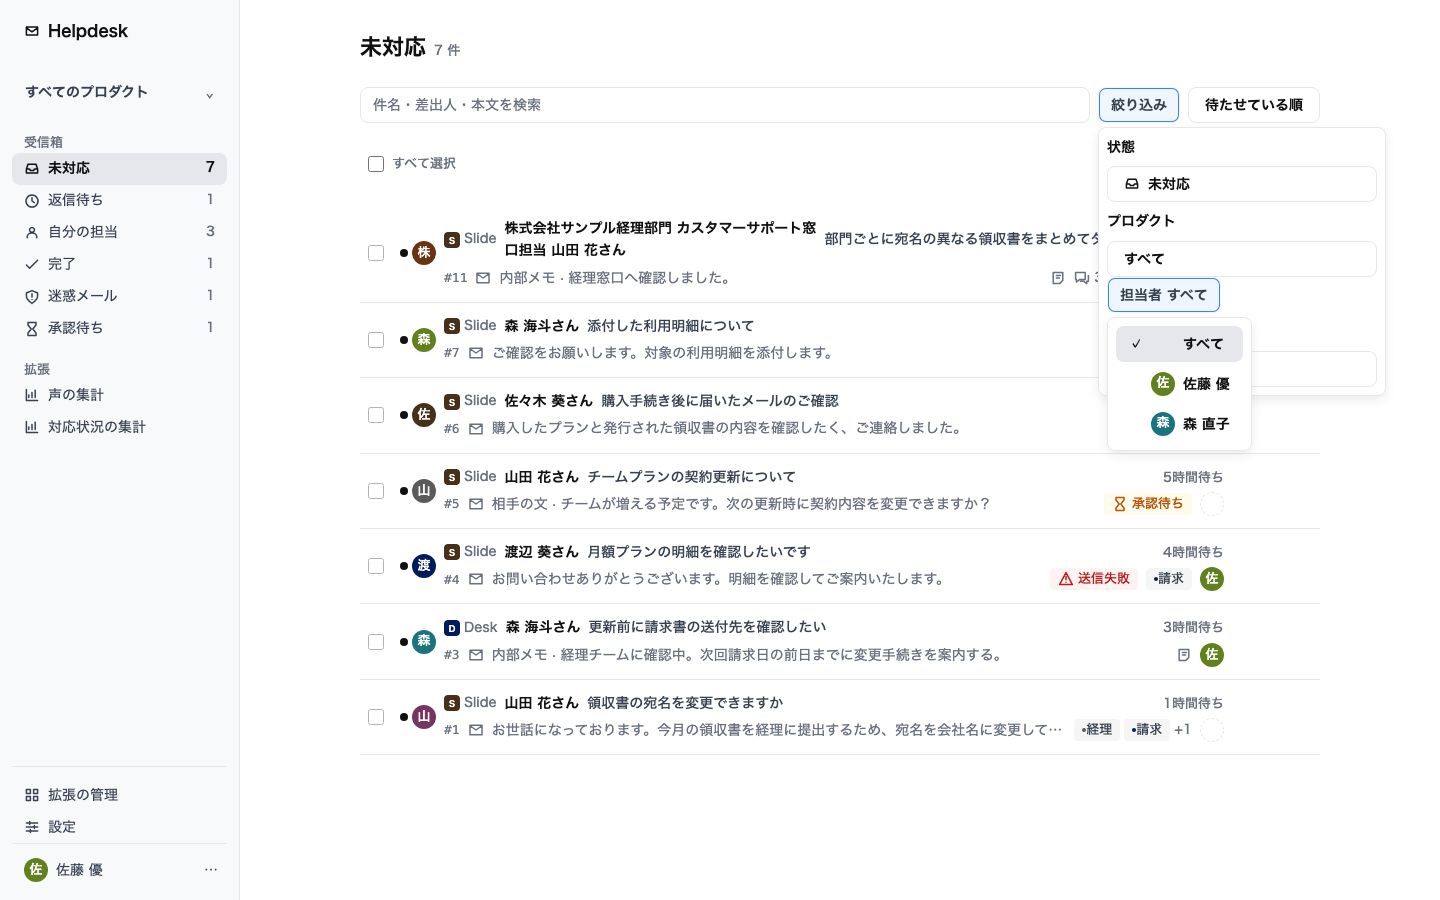 Helpdesk
すべてのプロダクト
受信箱
未対応 7
返信待ち 1
自分の担当 3
完了 1
迷惑メール 1
承認待ち 1
拡張
声の集計
対応状況の集計
拡張の管理
設定
佐 佐藤 優 …
未対応 7 件
件名・差出人・本文を検索
絞り込み
待たせている順
すべて選択
状態
未対応
プロダクト
すべて
担当者 すべて
✓ すべて
佐 佐藤 優
森 森 直子
株 S Slide 株式会社サンプル経理部門 カスタマーサポート窓
口担当 山田 花さん
部門ごとに宛名の異なる領収書をまとめて
#11 内部メモ · 経理窓口へ確認しました。
森 S Slide 森 海斗さん 添付した利用明細について
#7 ご確認をお願いします。対象の利用明細を添付します。
佐 S Slide 佐々木 葵さん 購入手続き後に届いたメールのご確認
#6 購入したプランと発行された領収書の内容を確認したく、ご連絡しました。
山 S Slide 山田 花さん チームプランの契約更新について 5時間待ち
#5 相手の文 · チームが増える予定です。次の更新時に契約内容を変更できますか？ 承認待ち
渡 S Slide 渡辺 葵さん 月額プランの明細を確認したいです 4時間待ち
#4 お問い合わせありがとうございます。明細を確認してご案内いたします。 送信失敗 •請求 佐
森 D Desk 森 海斗さん 更新前に請求書の送付先を確認したい 3時間待ち
#3 内部メモ · 経理チームに確認中。次回請求日の前日までに変更手続きを案内する。 佐
山 S Slide 山田 花さん 領収書の宛名を変更できますか 1時間待ち
#1 お世話になっております。今月の領収書を経理に提出するため、宛名を会社名に変更して… •経理 •請求 +1